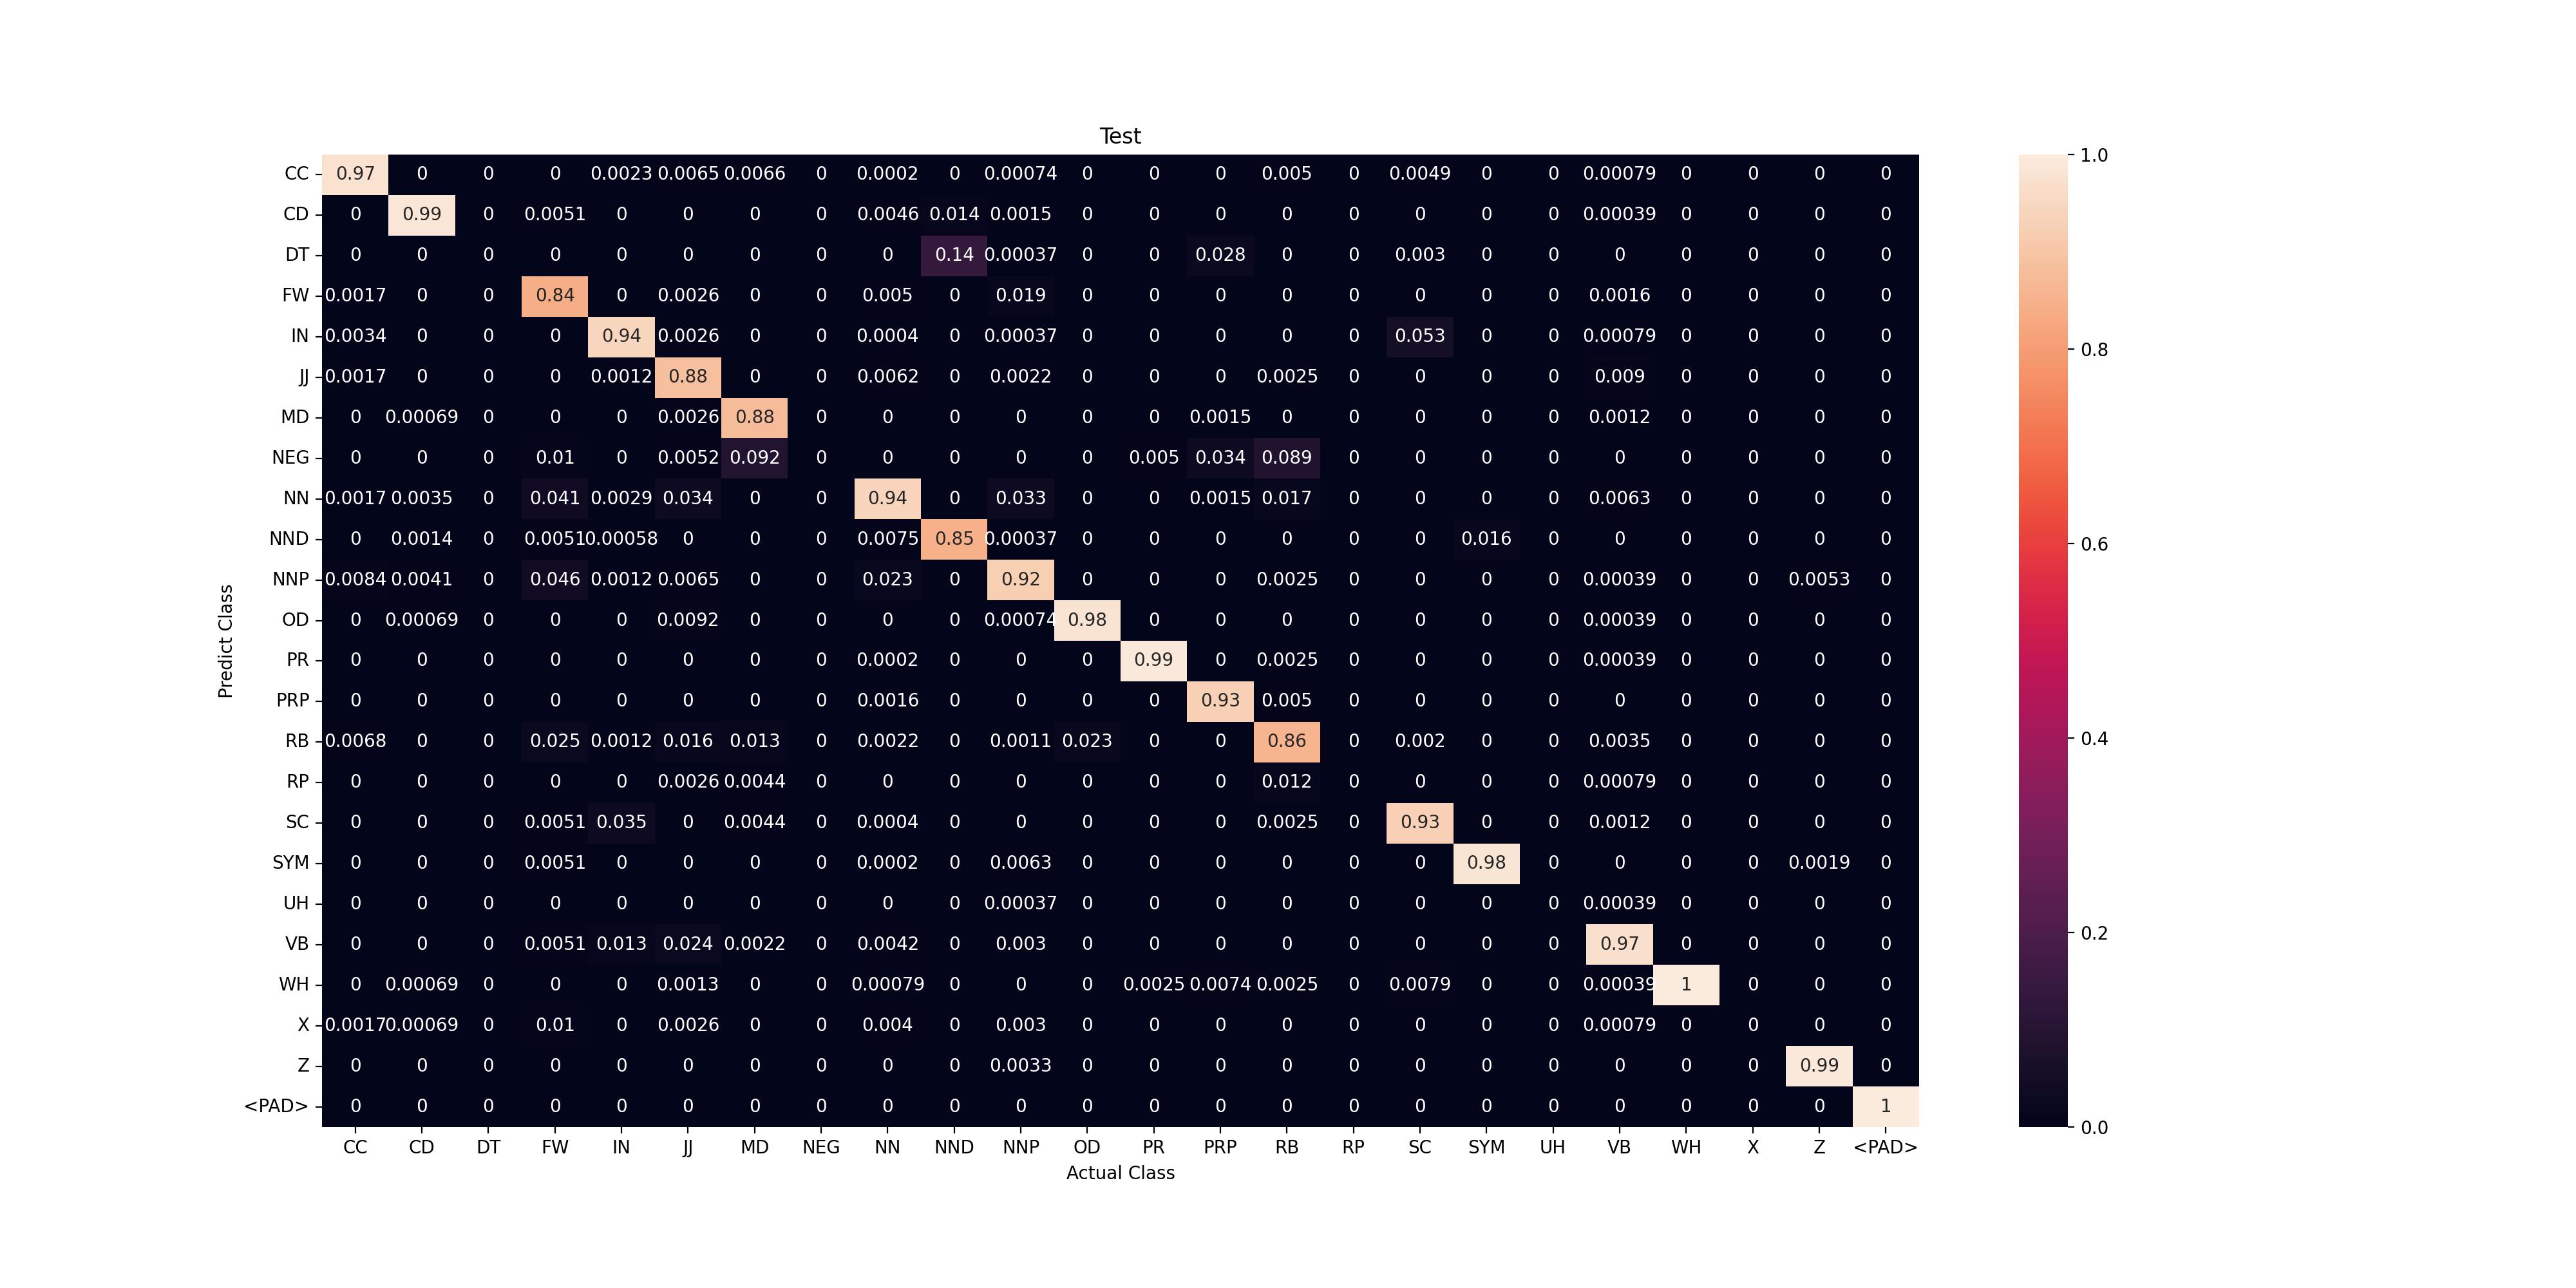 Test
CC 0.97 0 0 0 0.0023 0.0065 0.0066 0 0.0002 0 0.00074 0 0 0 0.005 0 0.0049 0 0 0.00079 0 0 0 0 1.0
CD 0 0.99 0 0.0051 0 0 0 0 0.0046 0.014 0.0015 0 0 0 0 0 0 0 0 0.00039 0 0 0 0
DT 0 0 0 0 0 0 0 0 0 0.14 0.00037 0 0 0.028 0 0 0.003 0 0 0 0 0 0 0
FW 0.0017 0 0 0.84 0 0.0026 0 0 0.005 0 0.019 0 0 0 0 0 0 0 0 0.0016 0 0 0 0
IN 0.0034 0 0 0 0.94 0.0026 0 0 0.0004 0 0.00037 0 0 0 0 0 0.053 0 0 0.00079 0 0 0 0 0.8
JJ 0.0017 0 0 0 0.0012 0.88 0 0 0.0062 0 0.0022 0 0 0 0.0025 0 0 0 0 0.009 0 0 0 0
MD 0 0.00069 0 0 0 0.0026 0.88 0 0 0 0 0 0 0.0015 0 0 0 0 0 0.0012 0 0 0 0
NEG 0 0 0 0.01 0 0.0052 0.092 0 0 0 0 0 0.005 0.034 0.089 0 0 0 0 0 0 0 0 0
NN 0.0017 0.0035 0 0.041 0.0029 0.034 0 0 0.94 0 0.033 0 0 0.0015 0.017 0 0 0 0 0.0063 0 0 0 0
NND 0 0.0014 0 0.0051 0.00058 0 0 0 0.0075 0.85 0.00037 0 0 0 0 0 0 0.016 0 0 0 0 0 0 0.6
NNP 0.0084 0.0041 0 0.046 0.0012 0.0065 0 0 0.023 0 0.92 0 0 0 0.0025 0 0 0 0 0.00039 0 0 0.0053 0
OD 0 0.00069 0 0 0 0.0092 0 0 0 0 0.00074 0.98 0 0 0 0 0 0 0 0.00039 0 0 0 0
Predict Class
PR 0 0 0 0 0 0 0 0 0.0002 0 0 0 0.99 0 0.0025 0 0 0 0 0.00039 0 0 0 0
PRP 0 0 0 0 0 0 0 0 0.0016 0 0 0 0 0.93 0.005 0 0 0 0 0 0 0 0 0
RB 0.0068 0 0 0.025 0.0012 0.016 0.013 0 0.0022 0 0.0011 0.023 0 0 0.86 0 0.002 0 0 0.0035 0 0 0 0 0.4
RP 0 0 0 0 0 0.0026 0.0044 0 0 0 0 0 0 0 0.012 0 0 0 0 0.00079 0 0 0 0
SC 0 0 0 0.0051 0.035 0 0.0044 0 0.0004 0 0 0 0 0 0.0025 0 0.93 0 0 0.0012 0 0 0 0
SYM 0 0 0 0.0051 0 0 0 0 0.0002 0 0.0063 0 0 0 0 0 0 0.98 0 0 0 0 0.0019 0
UH 0 0 0 0 0 0 0 0 0 0 0.00037 0 0 0 0 0 0 0 0 0.00039 0 0 0 0
VB 0 0 0 0.0051 0.013 0.024 0.0022 0 0.0042 0 0.003 0 0 0 0 0 0 0 0 0.97 0 0 0 0 0.2
WH 0 0.00069 0 0 0 0.0013 0 0 0.00079 0 0 0 0.0025 0.0074 0.0025 0 0.0079 0 0 0.00039 1 0 0 0
X 0.0017 0.00069 0 0.01 0 0.0026 0 0 0.004 0 0.003 0 0 0 0 0 0 0 0 0.00079 0 0 0 0
Z 0 0 0 0 0 0 0 0 0 0 0.0033 0 0 0 0 0 0 0 0 0 0 0 0.99 0
<PAD> 0 0 0 0 0 0 0 0 0 0 0 0 0 0 0 0 0 0 0 0 0 0 0 1 0.0
CC CD DT FW IN JJ MD NEG NN NND NNP OD PR PRP RB RP SC SYM UH VB WH X Z <PAD>
Actual Class